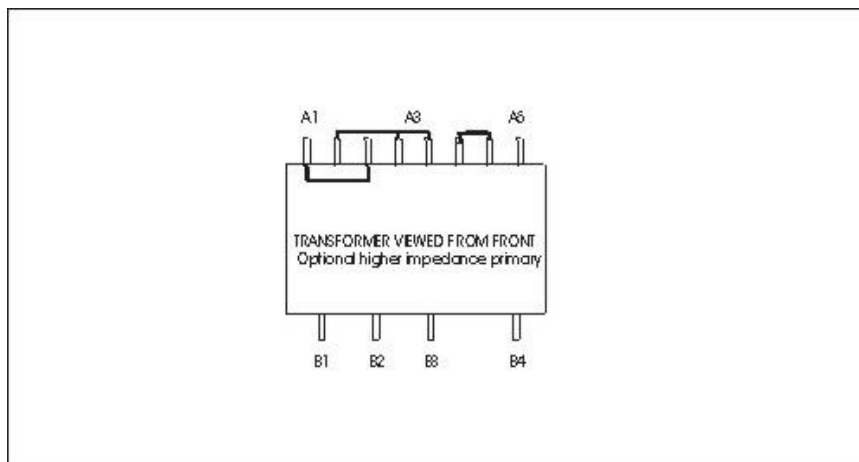 A1 A3 A6
TRANSFORMER VIEWED FROM FRONT
Optional higher impedance primary
B1 B2 B3 B4